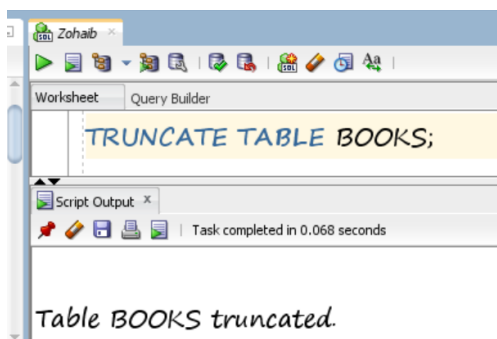 Zohaib
Worksheet Query Builder
TRUNCATE TABLE BOOKS;
Script Output
Task completed in 0.068 seconds
Table BOOKS truncated.